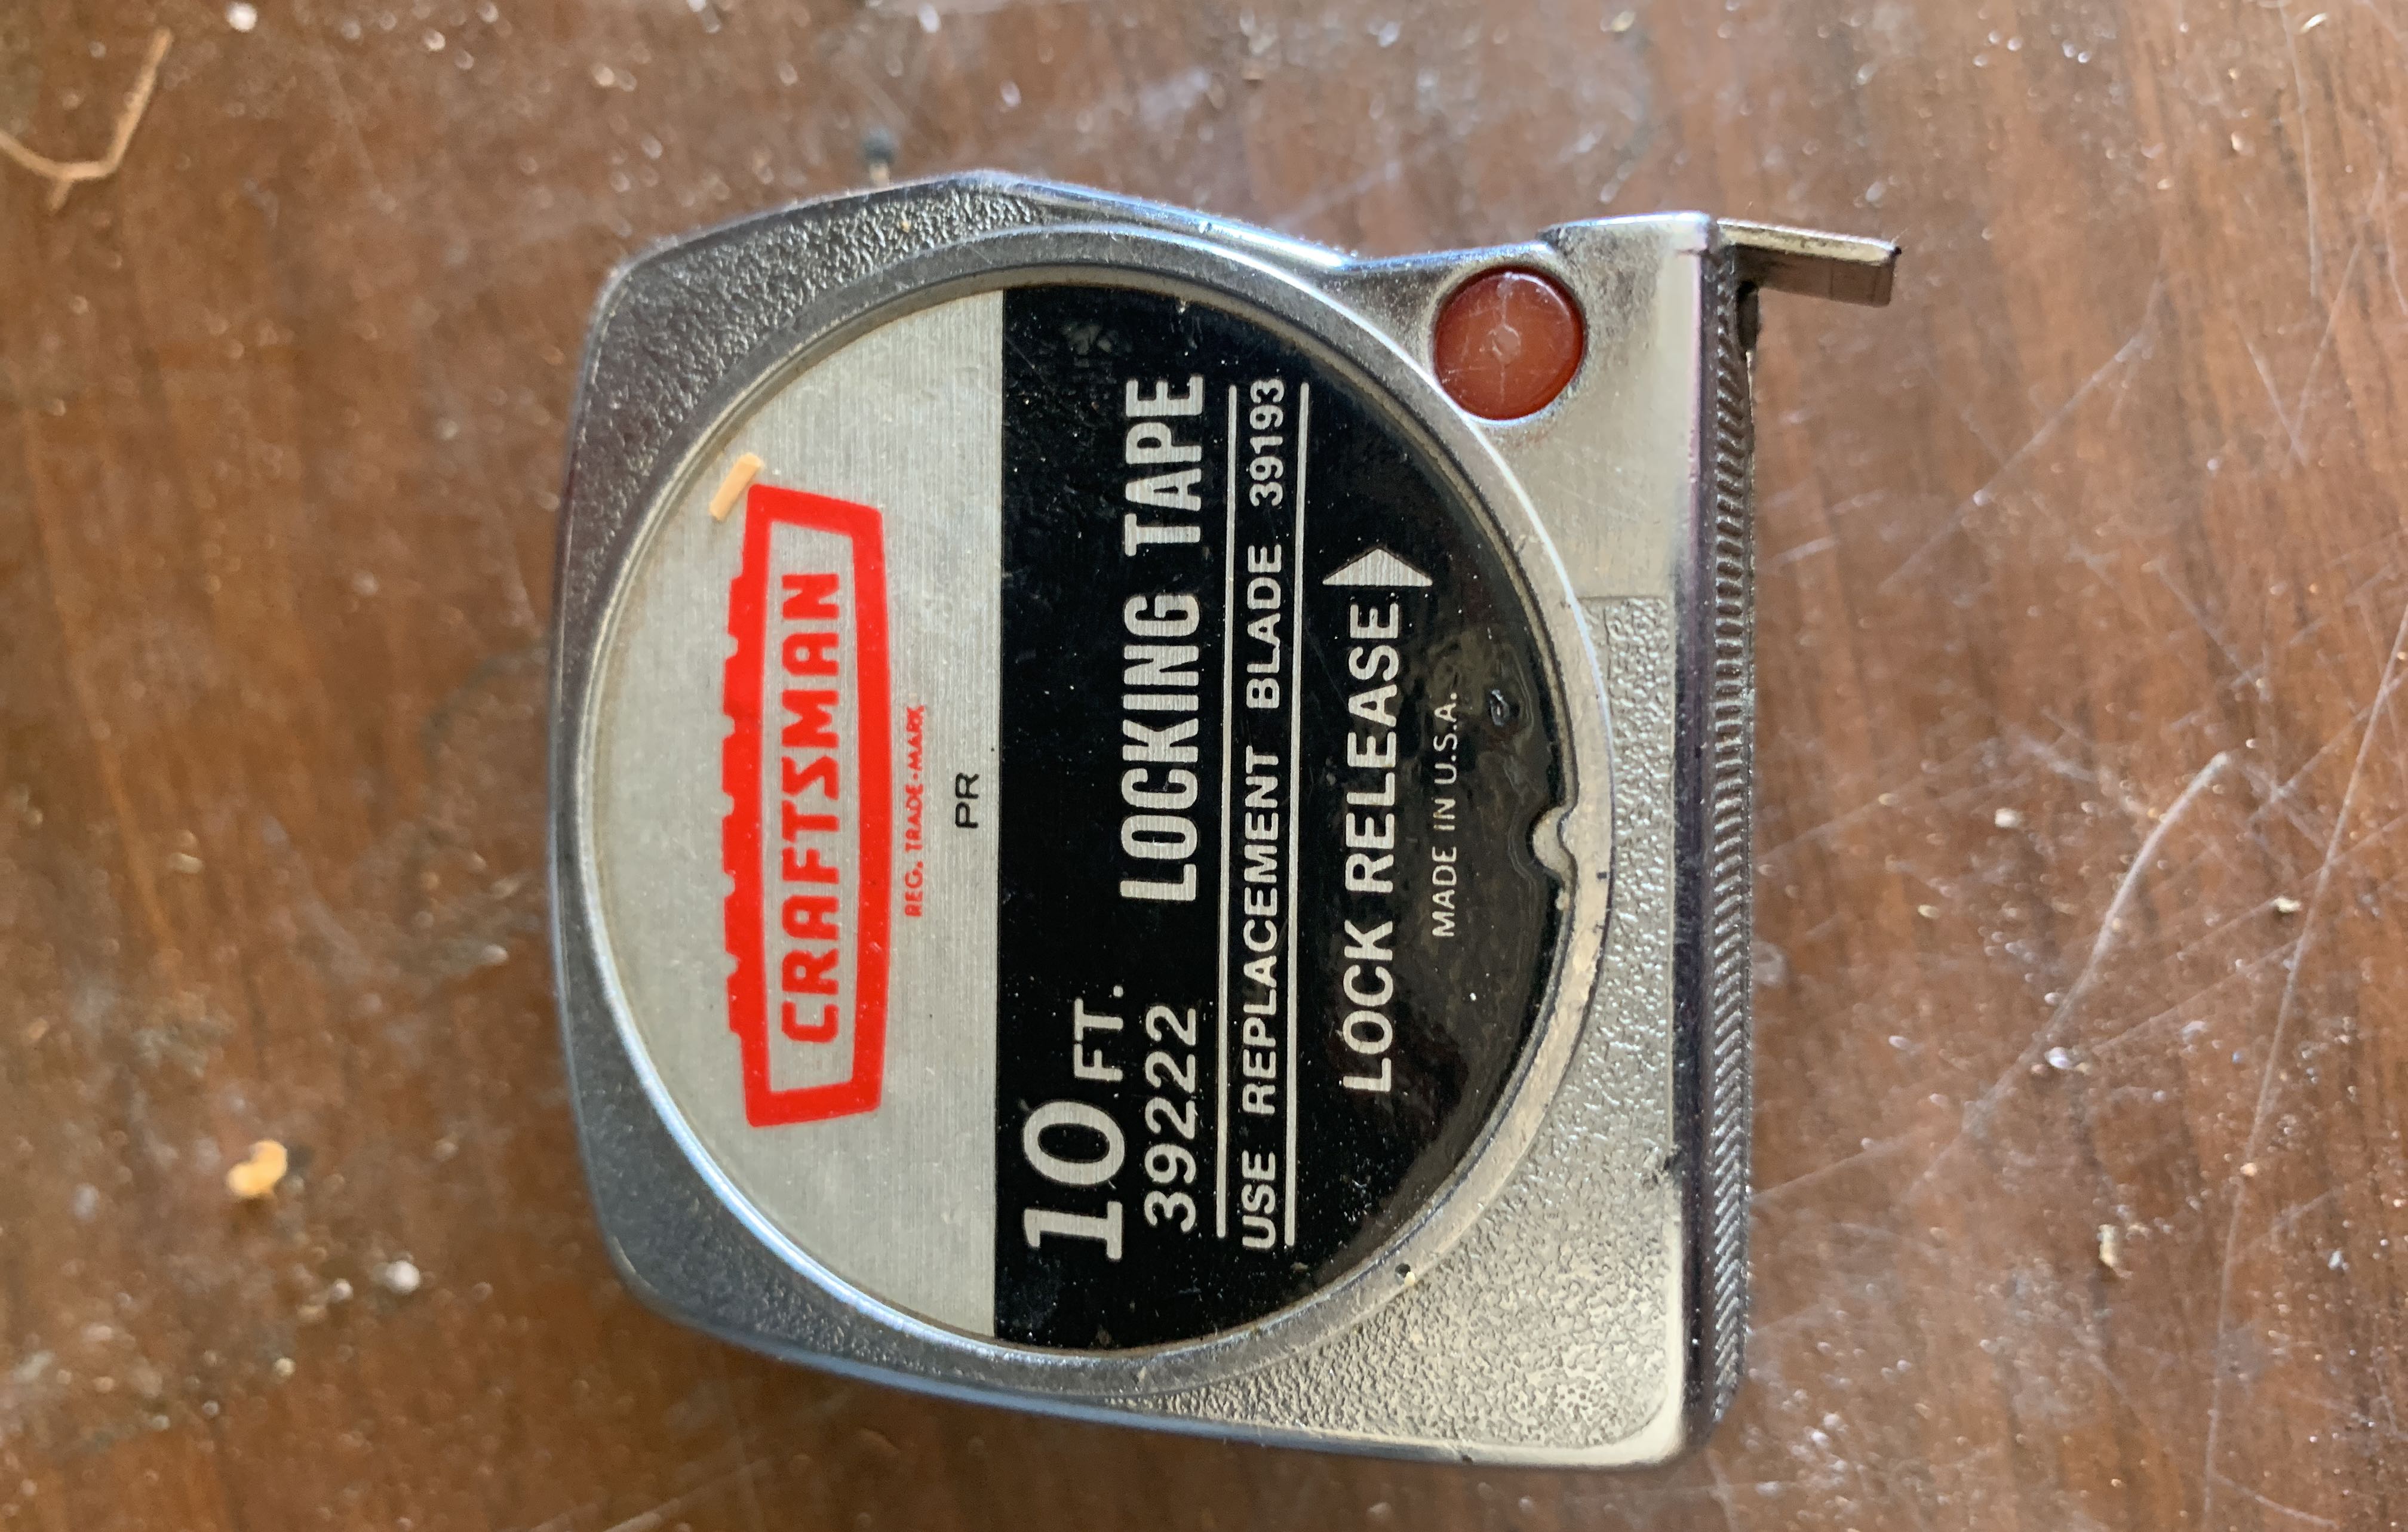 CRAFTSMAN
REG. TRADE-MARK
PR
10 FT.
39222 LOCKING TAPE
USE REPLACEMENT BLADE 39193
LOCK RELEASE
MADE IN U.S.A.